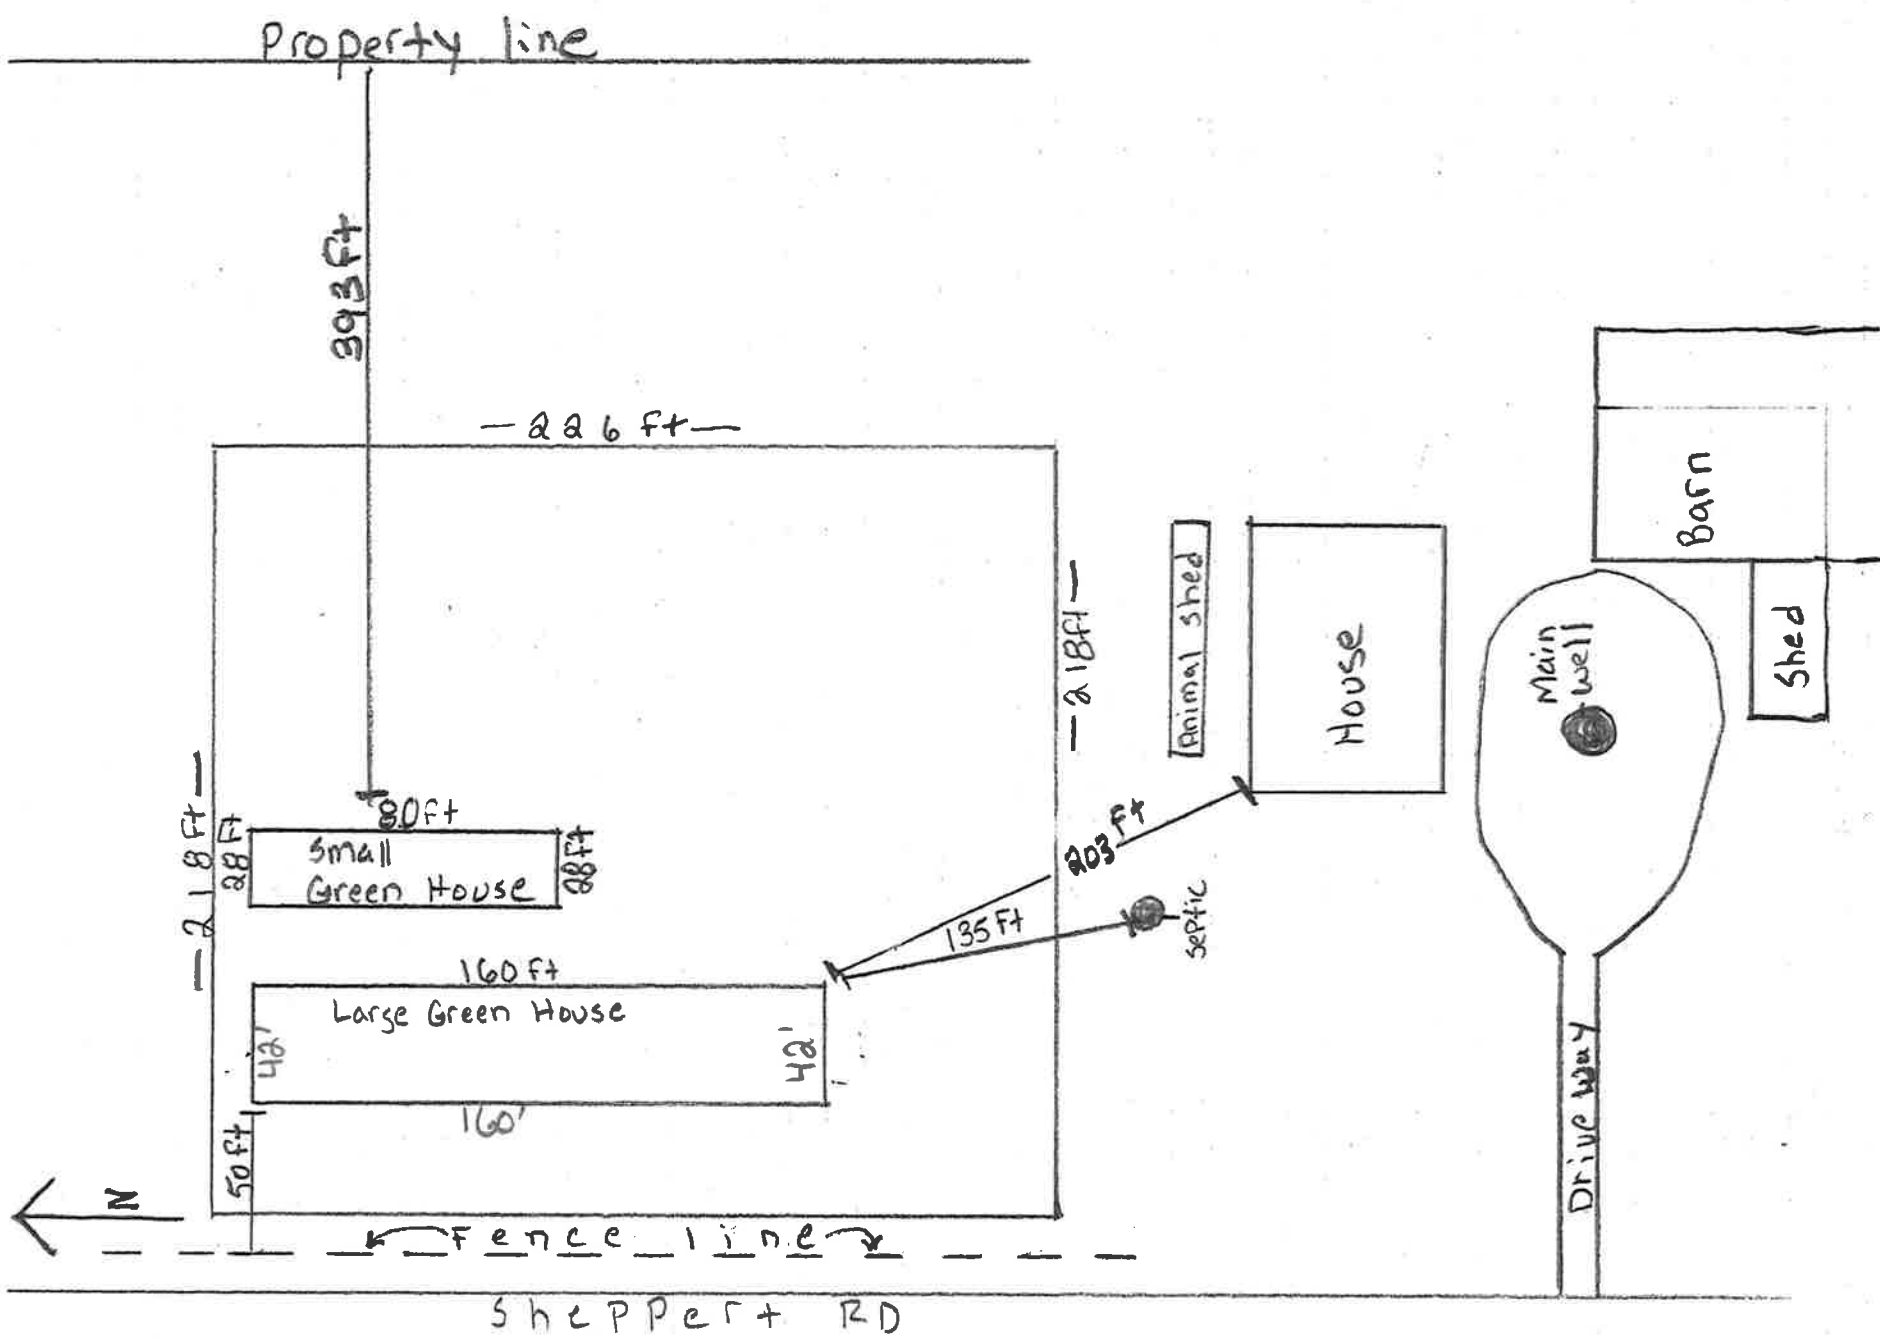 Property line
393 Ft
—226 Ft—
Barn
Animal Shed
House
Main
well
Shed
—218Ft—
—218 Ft—
80 Ft
28 Ft
Small
Green House
28 Ft
203 Ft
135 Ft
Septic
160 Ft
Large Green House
42'
42'
160'
50 ft
Drive Way
N
Fence line
Sheppert RD